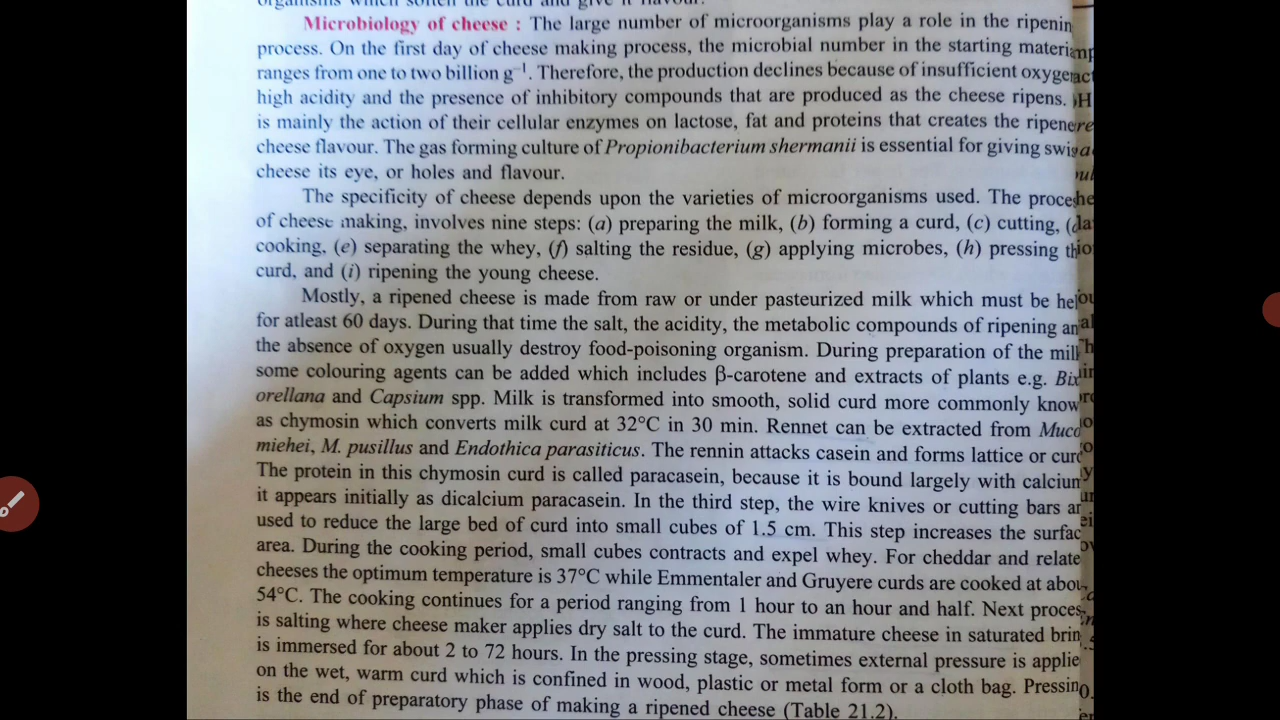 organisms which soften the curd and give it flavour.
Microbiology of cheese : The large number of microorganisms play a role in the ripenin
process. On the first day of cheese making process, the microbial number in the starting materi
ranges from one to two billion g⁻¹. Therefore, the production declines because of insufficient oxyge
high acidity and the presence of inhibitory compounds that are produced as the cheese ripens.
is mainly the action of their cellular enzymes on lactose, fat and proteins that creates the ripene
cheese flavour. The gas forming culture of Propionibacterium shermanii is essential for giving swis
cheese its eye, or holes and flavour.
The specificity of cheese depends upon the varieties of microorganisms used. The proces
of cheese making, involves nine steps: (a) preparing the milk, (b) forming a curd, (c) cutting, (
cooking, (e) separating the whey, (f) salting the residue, (g) applying microbes, (h) pressing th
curd, and (i) ripening the young cheese.
Mostly, a ripened cheese is made from raw or under pasteurized milk which must be hel
for atleast 60 days. During that time the salt, the acidity, the metabolic compounds of ripening an
the absence of oxygen usually destroy food-poisoning organism. During preparation of the mil
some colouring agents can be added which includes β-carotene and extracts of plants e.g. Bix
orellana and Capsium spp. Milk is transformed into smooth, solid curd more commonly know
as chymosin which converts milk curd at 32°C in 30 min. Rennet can be extracted from Muco
miehei, M. pusillus and Endothica parasiticus. The rennin attacks casein and forms lattice or curd
The protein in this chymosin curd is called paracasein, because it is bound largely with calcium
it appears initially as dicalcium paracasein. In the third step, the wire knives or cutting bars ar
used to reduce the large bed of curd into small cubes of 1.5 cm. This step increases the surfac
area. During the cooking period, small cubes contracts and expel whey. For cheddar and relate
cheeses the optimum temperature is 37°C while Emmentaler and Gruyere curds are cooked at abou
54°C. The cooking continues for a period ranging from 1 hour to an hour and half. Next proces
is salting where cheese maker applies dry salt to the curd. The immature cheese in saturated brin
is immersed for about 2 to 72 hours. In the pressing stage, sometimes external pressure is applie
on the wet, warm curd which is confined in wood, plastic or metal form or a cloth bag. Pressin
is the end of preparatory phase of making a ripened cheese (Table 21.2).